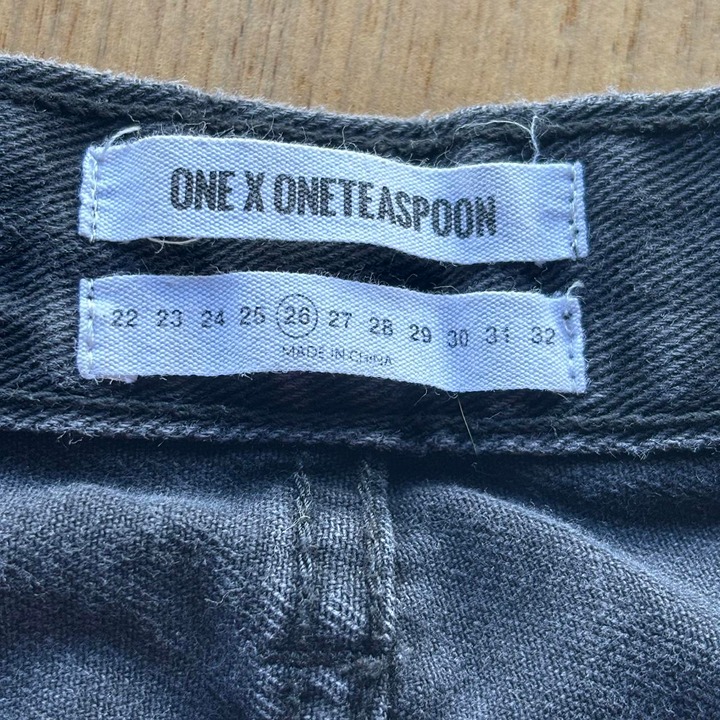 ONE X ONETEASPOON
22 23 24 25 26 27 28 29 30 31 32
MADE IN CHINA